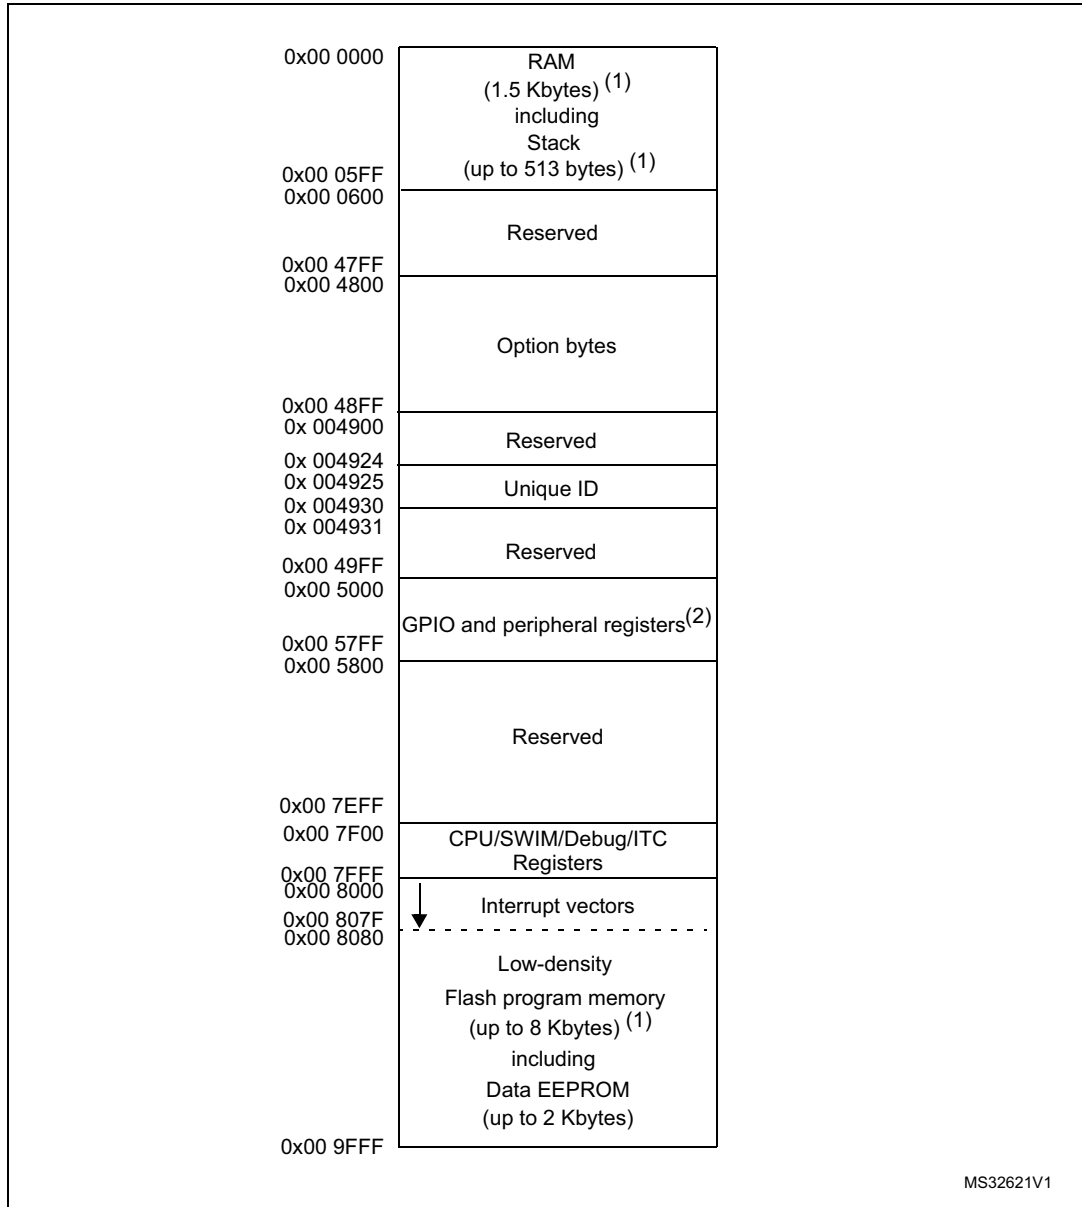 0x00 0000
RAM
(1.5 Kbytes) (1)
including
Stack
(up to 513 bytes) (1)
0x00 05FF
0x00 0600
Reserved
0x00 47FF
0x00 4800
Option bytes
0x00 48FF
0x 004900
Reserved
0x 004924
0x 004925
Unique ID
0x 004930
0x 004931
Reserved
0x00 49FF
0x00 5000
GPIO and peripheral registers(2)
0x00 57FF
0x00 5800
Reserved
0x00 7EFF
0x00 7F00
CPU/SWIM/Debug/ITC
Registers
0x00 7FFF
0x00 8000
Interrupt vectors
0x00 807F
0x00 8080
Low-density
Flash program memory
(up to 8 Kbytes) (1)
including
Data EEPROM
(up to 2 Kbytes)
0x00 9FFF
MS32621V1